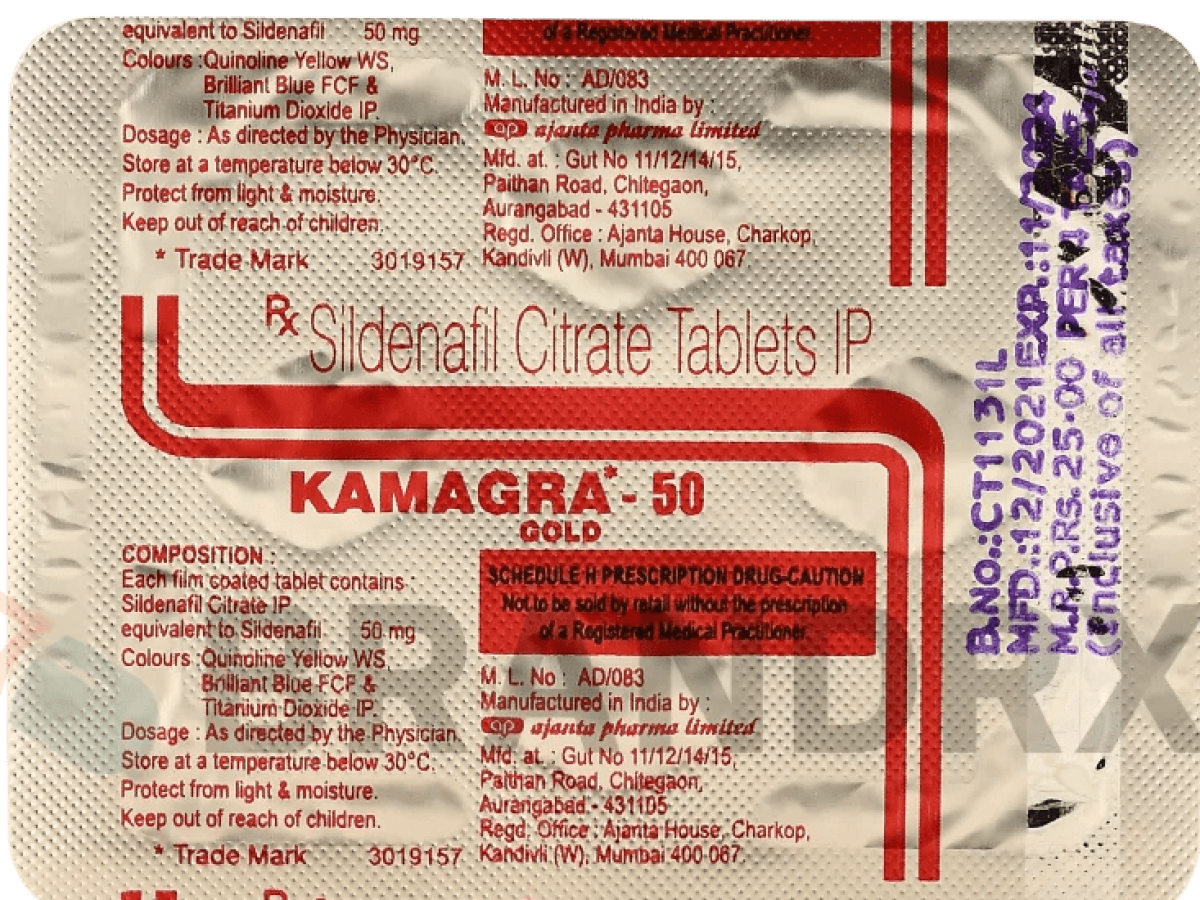 equivalent to Sildenafil 50 mg
Colours :Quinoline Yellow WS,
Brilliant Blue FCF &
Titanium Dioxide IP.
Dosage : As directed by the Physician.
Store at a temperature below 30°C.
Protect from light & moisture.
Keep out of reach of children.
* Trade Mark 3019157
of a Registered Medical Practitioner.
M. L. No : AD/083
Manufactured in India by :
ap ajanta pharma limited
Mfd. at. : Gut No 11/12/14/15,
Paithan Road, Chitegaon,
Aurangabad - 431105
Regd. Office : Ajanta House, Charkop,
Kandivli (W), Mumbai 400 067.
Rx Sildenafil Citrate Tablets IP
KAMAGRA* - 50
GOLD
COMPOSITION :
Each film coated tablet contains :
Sildenafil Citrate IP
equivalent to Sildenafil 50 mg
Colours :Quinoline Yellow WS,
Brilliant Blue FCF &
Titanium Dioxide IP.
Dosage : As directed by the Physician.
Store at a temperature below 30°C.
Protect from light & moisture.
Keep out of reach of children.
* Trade Mark 3019157
SCHEDULE H PRESCRIPTION DRUG-CAUTION
Not to be sold by retail without the prescription
of a Registered Medical Practitioner.
M. L. No : AD/083
Manufactured in India by :
ap ajanta pharma limited
Mfd. at. : Gut No 11/12/14/15,
Paithan Road, Chitegaon,
Aurangabad - 431105
Regd. Office : Ajanta House, Charkop,
Kandivli (W), Mumbai 400 067.
B.No.:CT1131L
MFD.:12/2021 EXP.:11/2024
M.R.P.Rs.25.00 PER 4
(Inclusive of all taxes)
BRANDRX